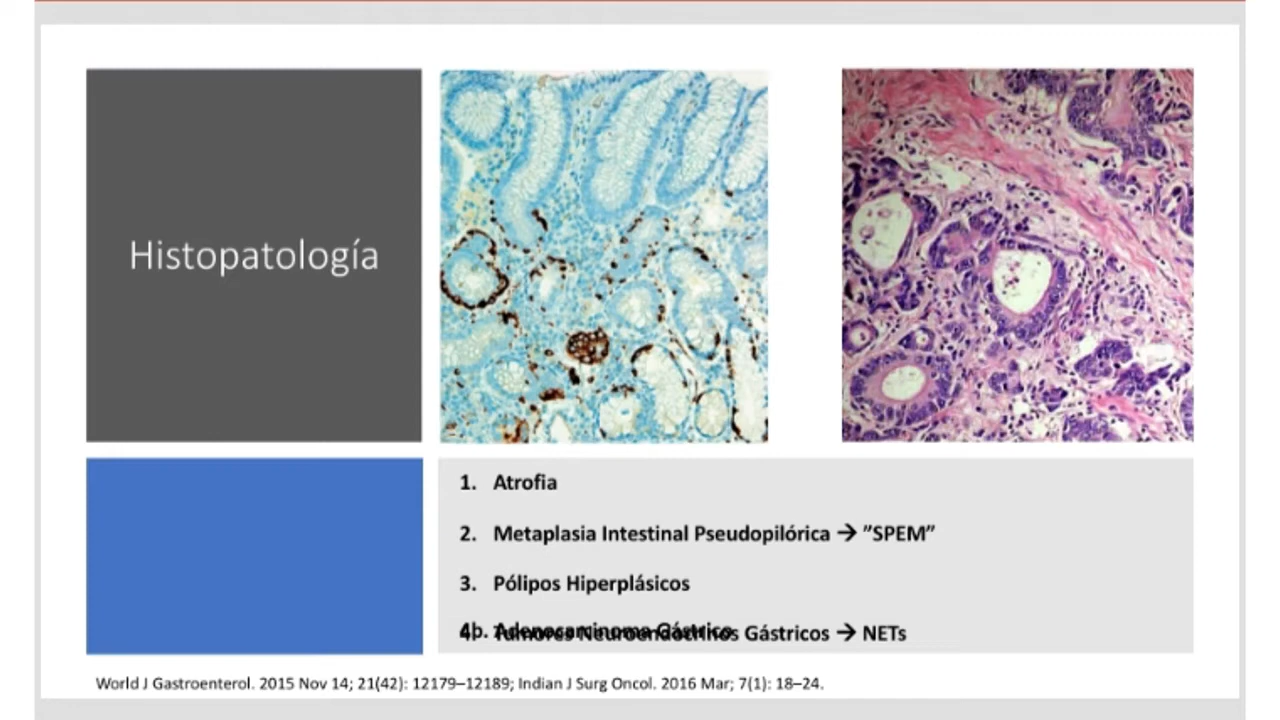 Histopatología
1. Atrofia
2. Metaplasia Intestinal Pseudopilórica → ”SPEM”
3. Pólipos Hiperplásicos
4b. Adenocarcinoma Gástrico
4. Tumores Neuroendocrinos Gástricos → NETs
World J Gastroenterol. 2015 Nov 14; 21(42): 12179–12189; Indian J Surg Oncol. 2016 Mar; 7(1): 18–24.